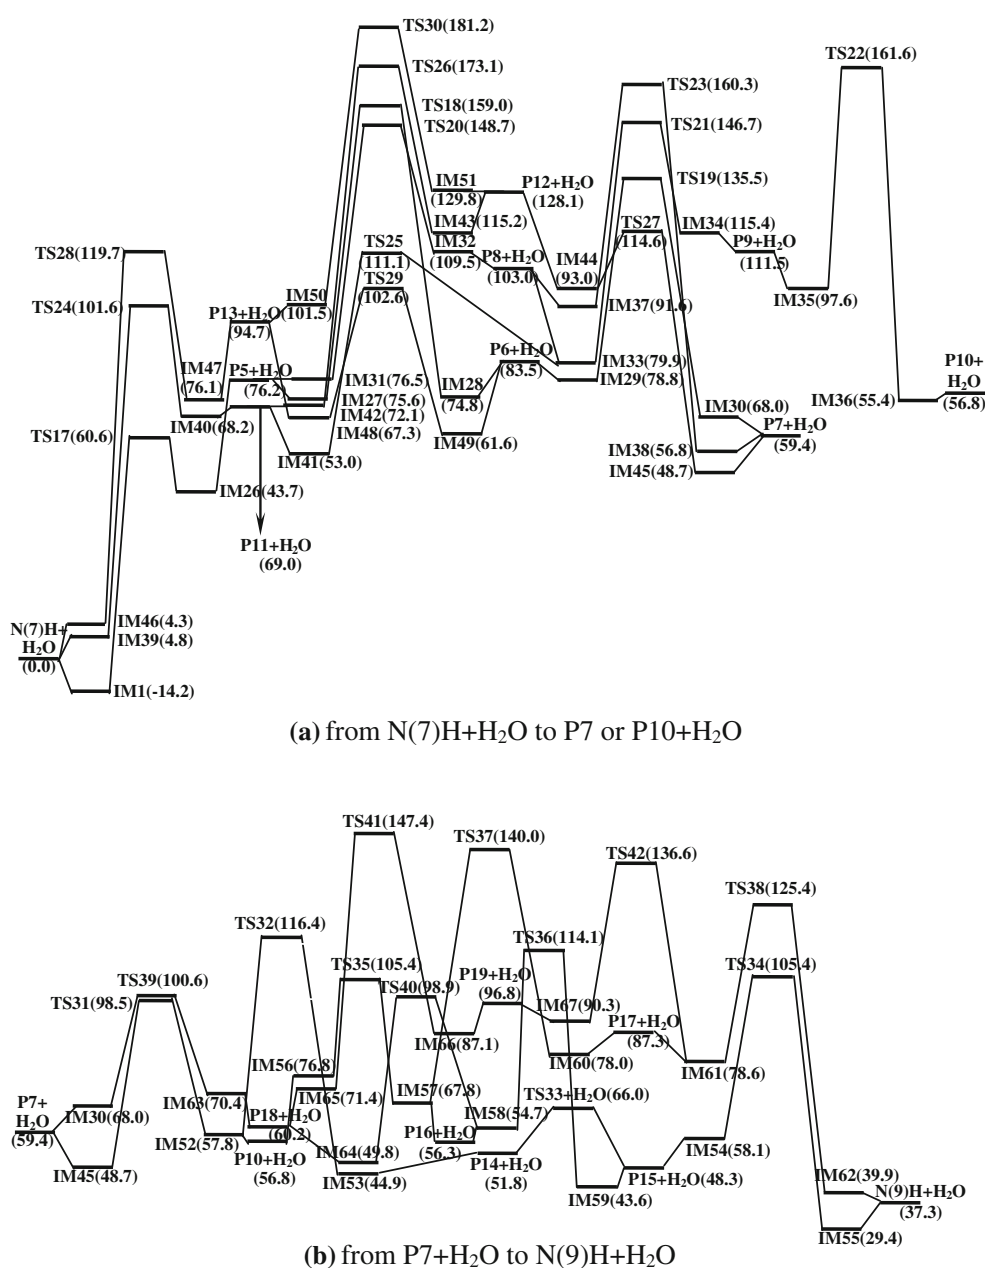 TS30(181.2)
TS22(161.6)
TS26(173.1)
TS23(160.3)
TS18(159.0)
TS20(148.7)
TS21(146.7)
IM51
(129.8)
P12+H₂O
(128.1)
TS19(135.5)
IM43(115.2)
TS27
(114.6)
IM34(115.4)
TS28(119.7)
TS25
(111.1)
IM32
(109.5)
P8+H₂O
(103.0)
IM44
(93.0)
P9+H₂O
(111.5)
TS29
(102.6)
IM50
(101.5)
IM35(97.6)
TS24(101.6)
P13+H₂O
(94.7)
IM37(91.6)
P6+H₂O
(83.5)
IM47
(76.1)
P5+H₂O
(76.2)
IM31(76.5)
IM28
(74.8)
IM33(79.9)
IM29(78.8)
P10+
H₂O
(56.8)
IM27(75.6)
IM42(72.1)
IM48(67.3)
IM30(68.0)
IM36(55.4)
P7+H₂O
(59.4)
TS17(60.6)
IM40(68.2)
IM49(61.6)
IM38(56.8)
IM41(53.0)
IM45(48.7)
IM26(43.7)
P11+H₂O
(69.0)
IM46(4.3)
N(7)H+
H₂O
(0.0)
IM39(4.8)
IM1(-14.2)
(a) from N(7)H+H₂O to P7 or P10+H₂O
TS41(147.4)
TS37(140.0)
TS42(136.6)
TS38(125.4)
TS32(116.4)
TS36(114.1)
TS35(105.4)
TS34(105.4)
TS39(100.6)
TS31(98.5)
TS40(98.9)
P19+H₂O
(96.8)
IM67(90.3)
P17+H₂O
(87.3)
IM66(87.1)
IM60(78.0)
IM61(78.6)
IM56(76.8)
P7+
H₂O
(59.4)
IM30(68.0)
IM63(70.4)
IM65(71.4)
IM57(67.8)
TS33+H₂O(66.0)
P18+H₂O
(60.2)
IM58(54.7)
IM52(57.8)
P10+H₂O
(56.8)
IM64(49.8)
P16+H₂O
(56.3)
P14+H₂O
(51.8)
IM54(58.1)
IM45(48.7)
IM53(44.9)
IM59(43.6)
P15+H₂O(48.3)
IM62(39.9)
N(9)H+H₂O
(37.3)
IM55(29.4)
(b) from P7+H₂O to N(9)H+H₂O